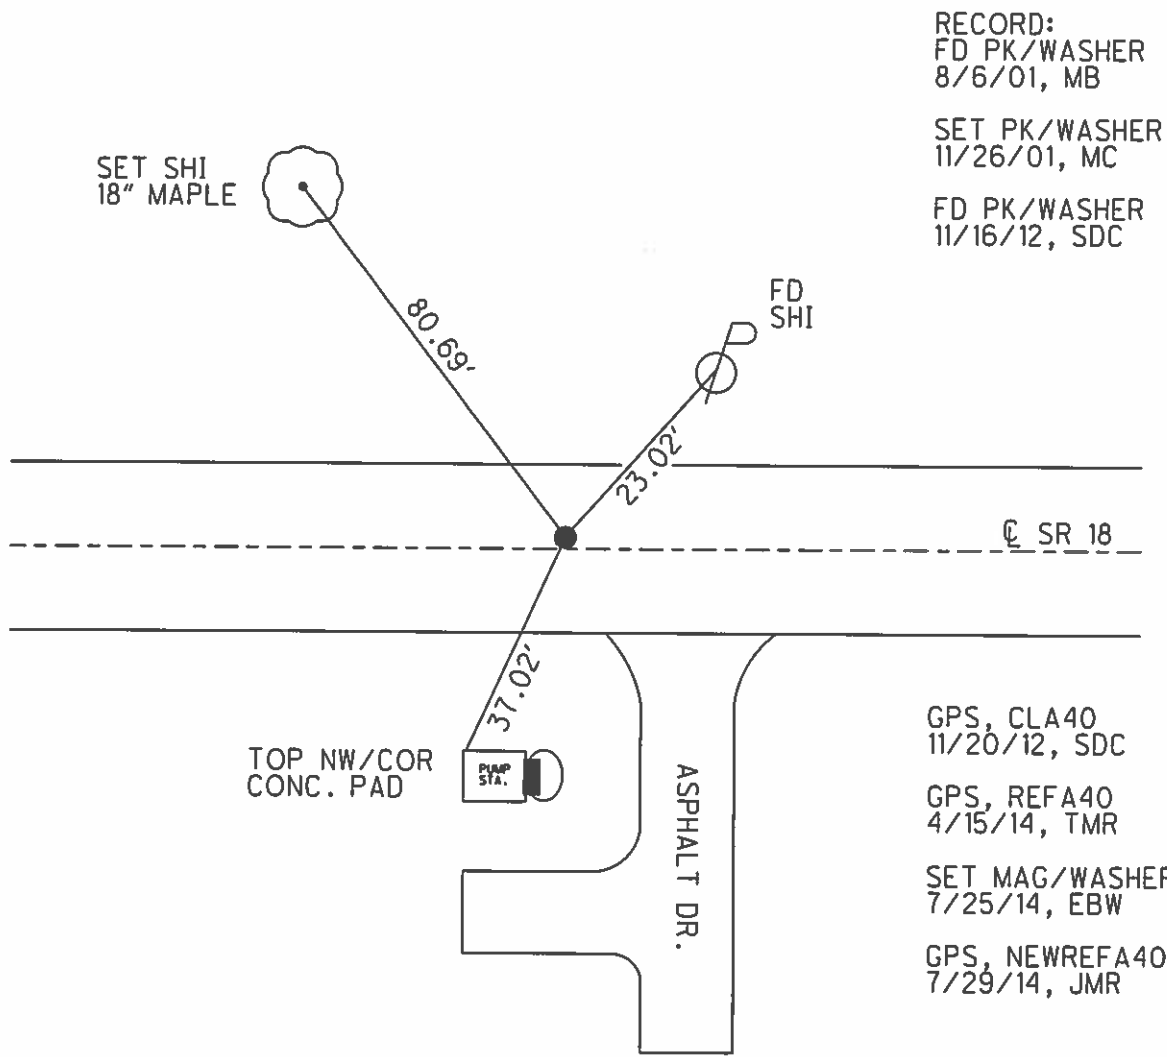 RECORD:
FD PK/WASHER
8/6/01, MB
SET PK/WASHER
11/26/01, MC
FD PK/WASHER
11/16/12, SDC
SET SHI
18" MAPLE
80.69'
FD
SHI
23.02'
℄ SR 18
37.02'
TOP NW/COR
CONC. PAD
PUMP
STA.
ASPHALT DR.
GPS, CLA40
11/20/12, SDC
GPS, REFA40
4/15/14, TMR
SET MAG/WASHER
7/25/14, EBW
GPS, NEWREFA40
7/29/14, JMR